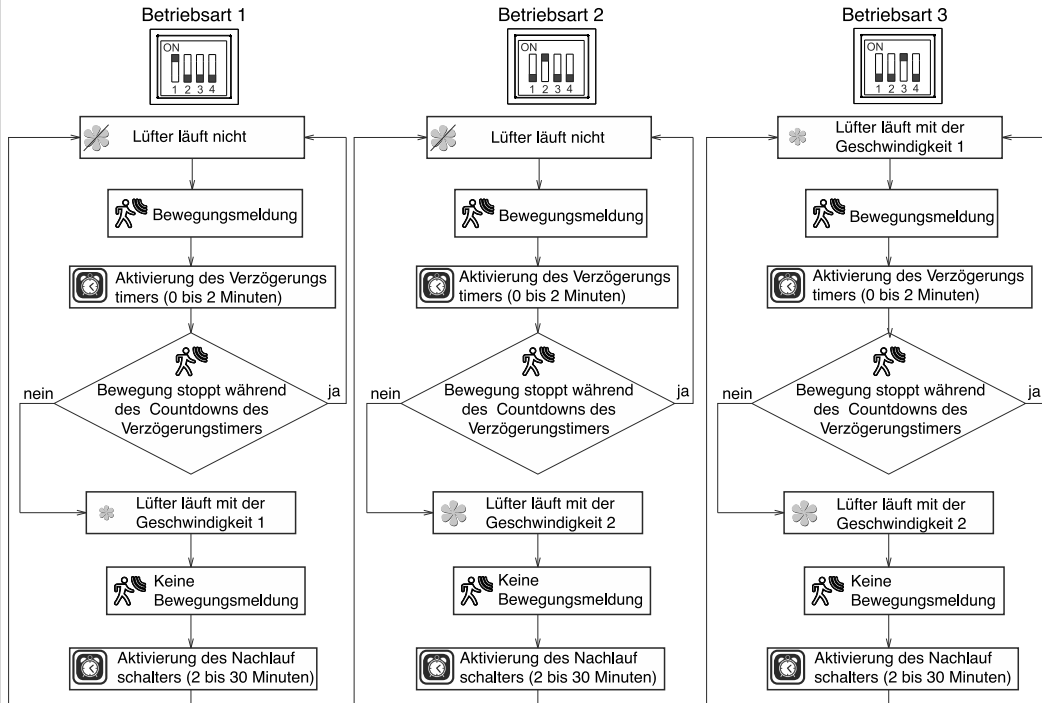 Betriebsart 1
ON
1 2 3 4
Lüfter läuft nicht
Bewegungsmeldung
Aktivierung des Verzögerungs
timers (0 bis 2 Minuten)
nein
ja
Bewegung stoppt während
des Countdowns des
Verzögerungstimers
Lüfter läuft mit der
Geschwindigkeit 1
Keine
Bewegungsmeldung
Aktivierung des Nachlauf
schalters (2 bis 30 Minuten)
Betriebsart 2
ON
1 2 3 4
Lüfter läuft nicht
Bewegungsmeldung
Aktivierung des Verzögerungs
timers (0 bis 2 Minuten)
nein
ja
Bewegung stoppt während
des Countdowns des
Verzögerungstimers
Lüfter läuft mit der
Geschwindigkeit 2
Keine
Bewegungsmeldung
Aktivierung des Nachlauf
schalters (2 bis 30 Minuten)
Betriebsart 3
ON
1 2 3 4
Lüfter läuft mit der
Geschwindigkeit 1
Bewegungsmeldung
Aktivierung des Verzögerungs
timers (0 bis 2 Minuten)
nein
ja
Bewegung stoppt während
des Countdowns des
Verzögerungstimers
Lüfter läuft mit der
Geschwindigkeit 2
Keine
Bewegungsmeldung
Aktivierung des Nachlauf
schalters (2 bis 30 Minuten)